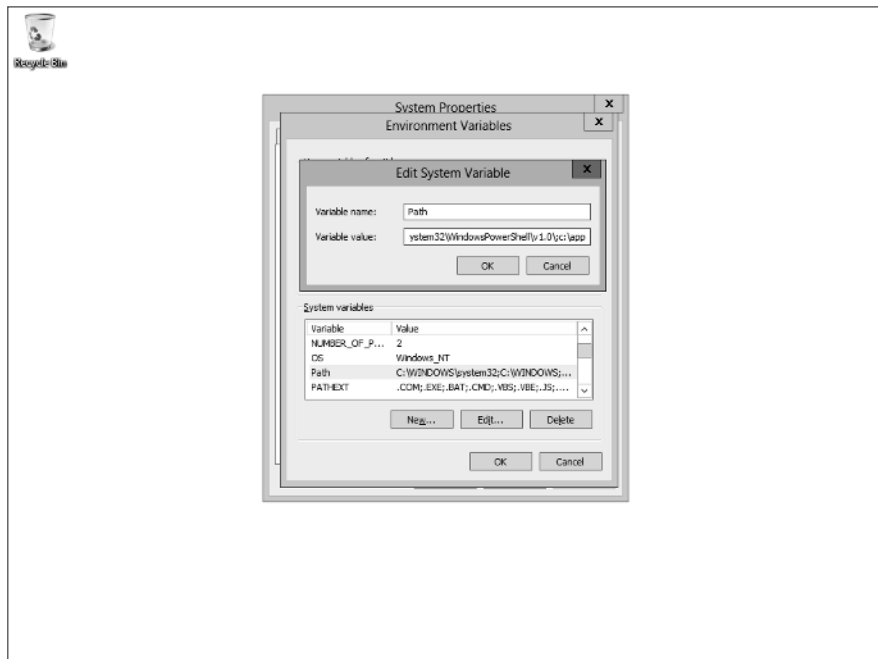 Recycle Bin
System Properties
x
Environment Variables
x
Edit System Variable
x
Variable name:
Path
Variable value:
ystem32\WindowsPowerShell\v1.0\;c:\app
OK
Cancel
System variables
Variable Value
NUMBER_OF_P... 2
OS Windows_NT
Path C:\WINDOWS\system32;C:\WINDOWS;...
PATHEXT .COM;.EXE;.BAT;.CMD;.VBS;.VBE;.JS;....
New... Edit... Delete
OK Cancel